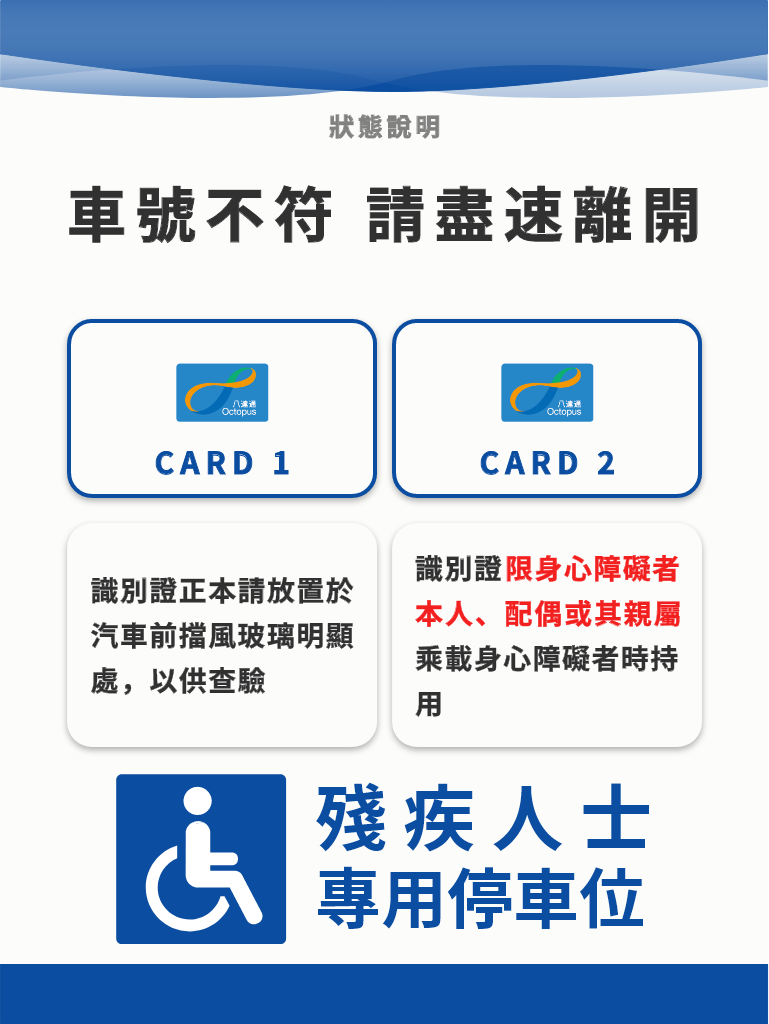 狀態說明
車號不符 請盡速離開
八達通
Octopus
CARD 1
八達通
Octopus
CARD 2
識別證正本請放置於
汽車前擋風玻璃明顯
處，以供查驗
識別證限身心障礙者
本人、配偶或其親屬
乘載身心障礙者時持
用
殘疾人士
專用停車位